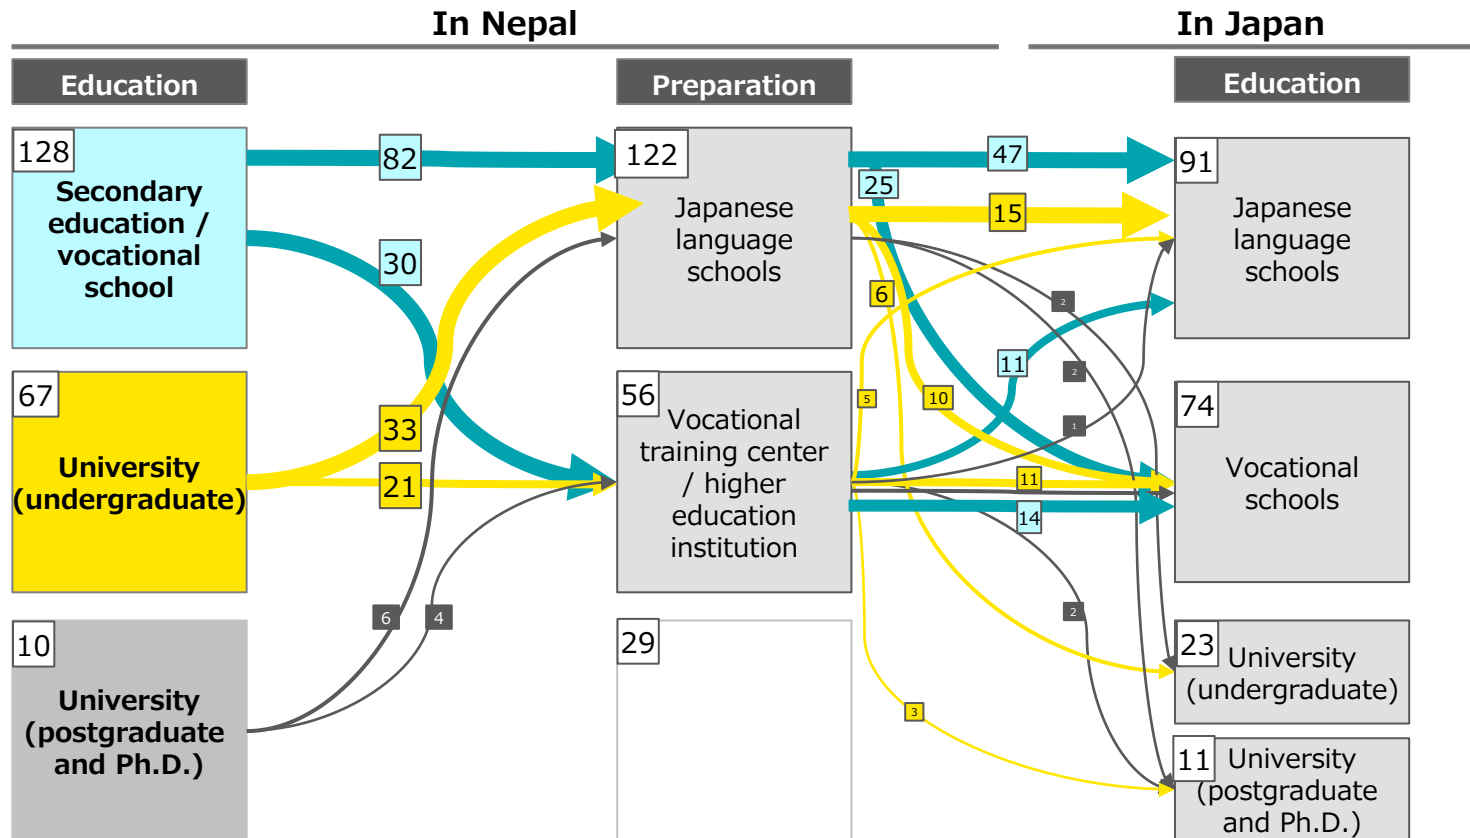 In Nepal
In Japan
Education
Preparation
Education
128
Secondary
education /
vocational
school
82
30
122
Japanese
language
schools
47
25
15
6
2
2
11
5
10
1
91
Japanese
language
schools
67
University
(undergraduate)
33
21
56
Vocational
training center
/ higher
education
institution
11
14
2
3
74
Vocational
schools
10
University
(postgraduate
and Ph.D.)
6
4
29
23
University
(undergraduate)
11
University
(postgraduate
and Ph.D.)